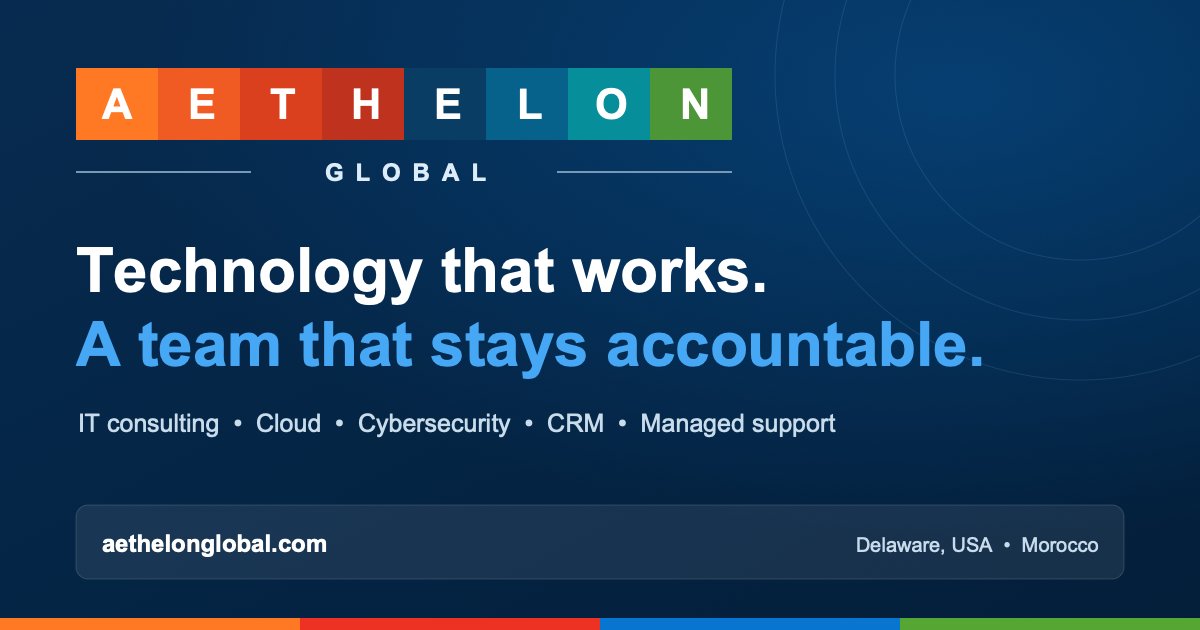 AETHELON
GLOBAL
Technology that works.
A team that stays accountable.
IT consulting • Cloud • Cybersecurity • CRM • Managed support
aethelonglobal.com
Delaware, USA • Morocco